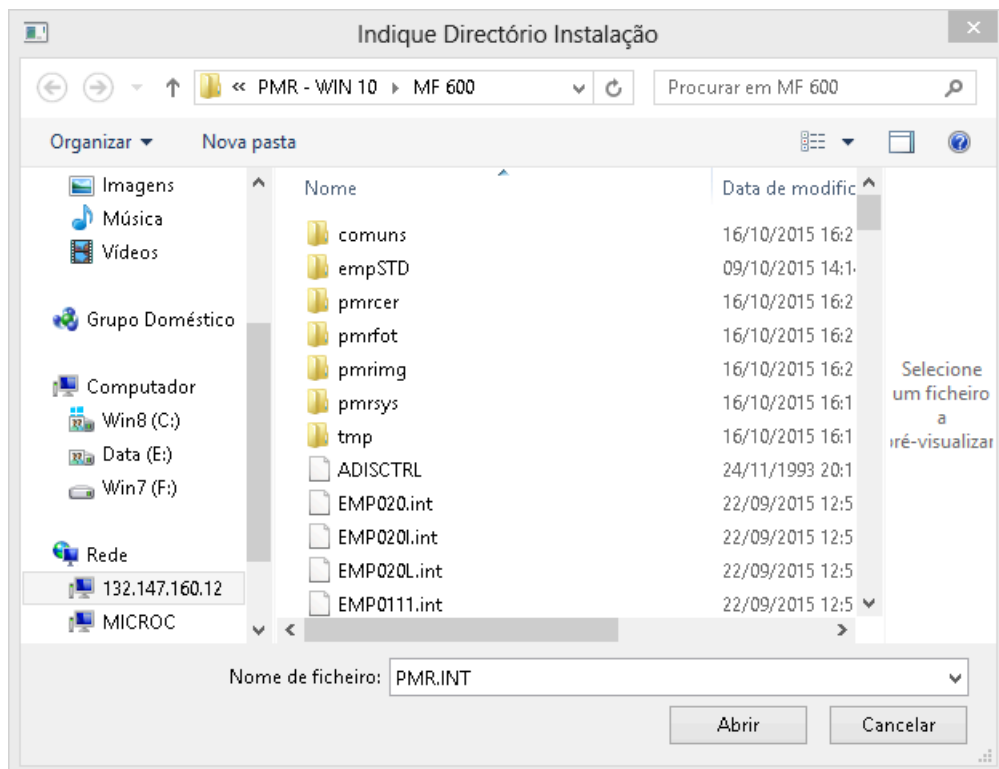 Indique Directório Instalação
« PMR - WIN 10 MF 600
Procurar em MF 600
Organizar
Nova pasta
Imagens
Música
Vídeos
Grupo Doméstico
Computador
Win8 (C:)
Data (E:)
Win7 (F:)
Rede
132.147.160.12
MICROC
Nome Data de modific
comuns 16/10/2015 16:2
empSTD 09/10/2015 14:1
pmrcer 16/10/2015 16:2
pmrfot 16/10/2015 16:2
pmrimg 16/10/2015 16:2
pmrsys 16/10/2015 16:1
tmp 16/10/2015 16:1
ADISCTRL 24/11/1993 20:1
EMP020.int 22/09/2015 12:5
EMP020I.int 22/09/2015 12:5
EMP020L.int 22/09/2015 12:5
EMP0111.int 22/09/2015 12:5
Selecione
um ficheiro
a
ré-visualizar
Nome de ficheiro: PMR.INT
Abrir
Cancelar